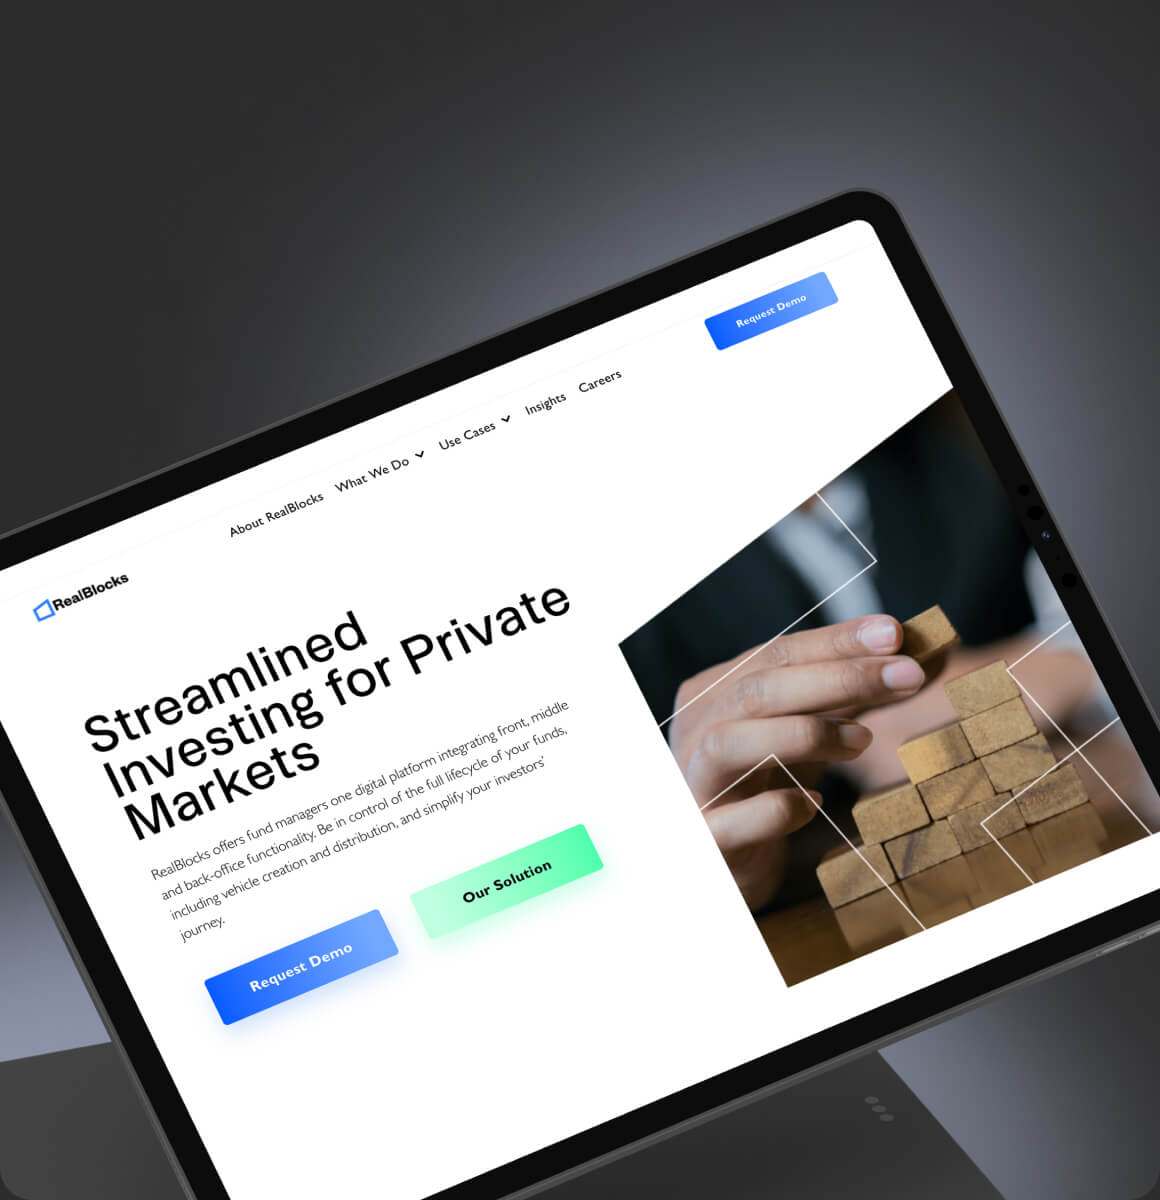 Request Demo
RealBlocks
About RealBlocks
What We Do
Use Cases
Insights
Careers
Streamlined
Investing for Private
Markets
RealBlocks offers fund managers one digital platform integrating front, middle
and back-office functionality. Be in control of the full lifecycle of your funds,
including vehicle creation and distribution, and simplify your investors'
journey.
Request Demo
Our Solution